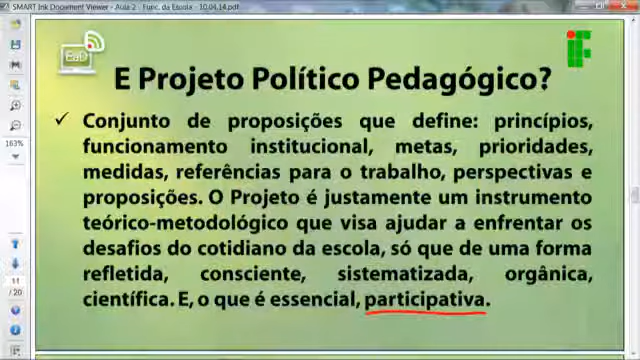 SMART Ink Document Viewer - Aula 2 - Func. da Escola - 10.04.14.pdf
EaD
E Projeto Político Pedagógico?
✓ Conjunto de proposições que define: princípios,
funcionamento institucional, metas, prioridades,
medidas, referências para o trabalho, perspectivas e
proposições. O Projeto é justamente um instrumento
teórico-metodológico que visa ajudar a enfrentar os
desafios do cotidiano da escola, só que de uma forma
refletida, consciente, sistematizada, orgânica,
científica. E, o que é essencial, participativa.
163%
11
/ 20